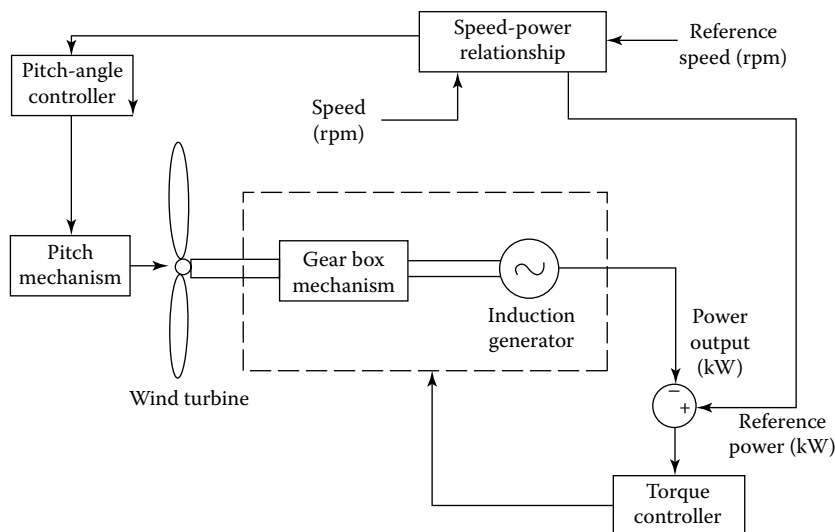 Speed-power
relationship
Reference
speed (rpm)
Pitch-angle
controller
Speed
(rpm)
Pitch
mechanism
Gear box
mechanism
Induction
generator
Power
output
(kW)
Wind turbine
−
+
Reference
power (kW)
Torque
controller